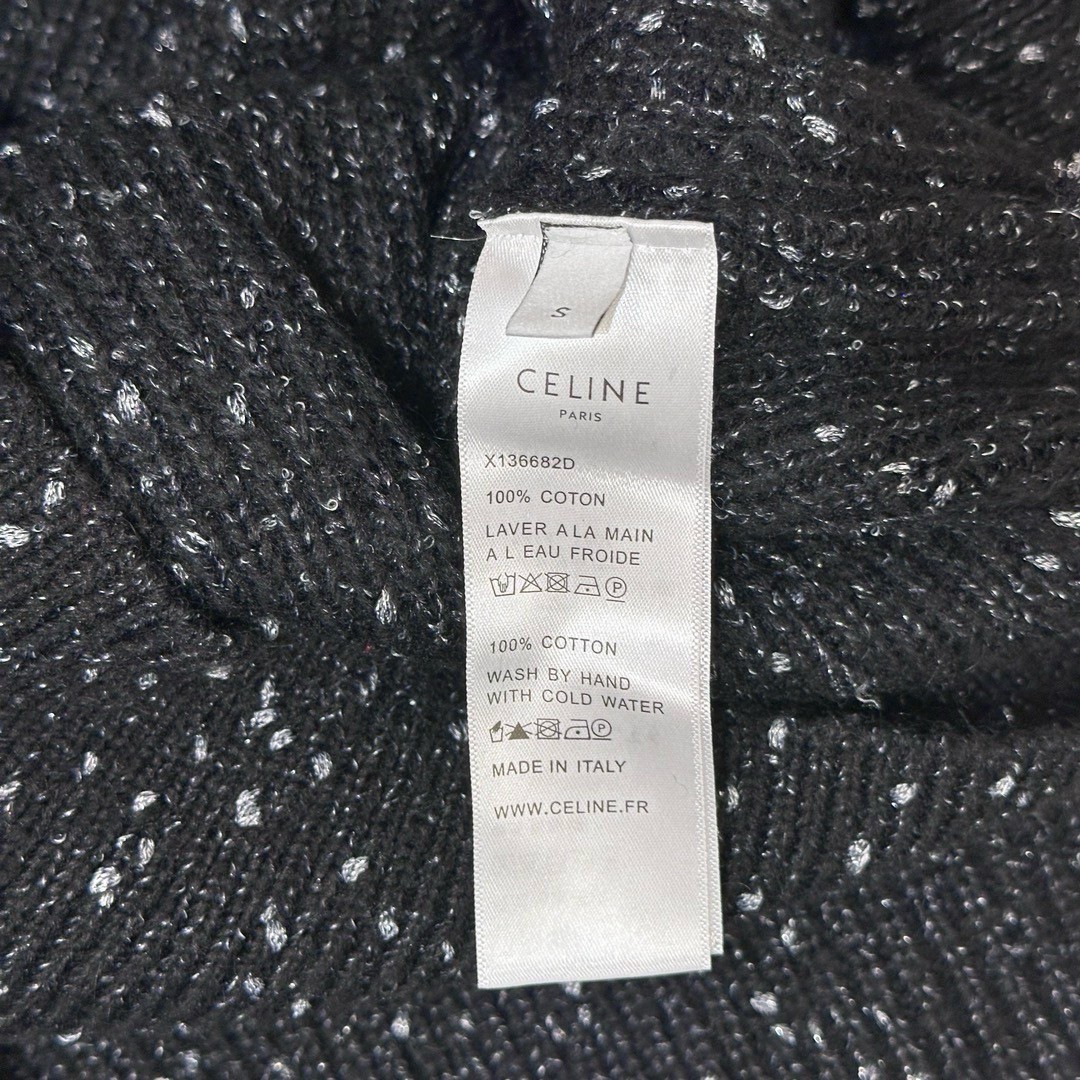 S
CELINE
PARIS
X136682D
100% COTON
LAVER A LA MAIN
A L EAU FROIDE
P
100% COTTON
WASH BY HAND
WITH COLD WATER
P
MADE IN ITALY
WWW.CELINE.FR